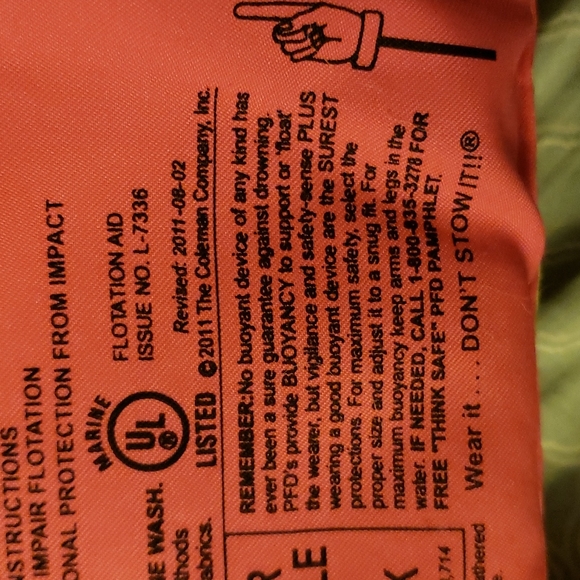 NSTRUCTIONS
IMPAIR FLOTATION
ONAL PROTECTION FROM IMPACT
MARINE
UL®
FLOTATION AID
ISSUE NO. L-7336
Revised: 2011-08-02
LISTED ©2011 The Coleman Company, Inc.
E WASH.
thods
abrics.
REMEMBER:No buoyant device of any kind has
ever been a sure guarantee against drowning.
PFD's provide BUOYANCY to support or 'float'
the wearer, but vigilance and safety-sense PLUS
wearing a good buoyant device are the SUREST
protections. For maximum safety, select the
proper size and adjust it to a snug fit. For
maximum buoyancy keep arms and legs in the
water. IF NEEDED, CALL 1-800-835-3278 FOR
FREE "THINK SAFE" PFD PAMPHLET.
Wear it.... DON'T STOW IT!!®
R
LE
K
.714
thered